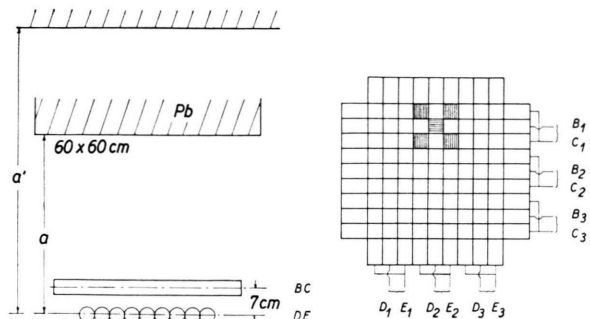 Pb
60 x 60 cm
a'
a
BC
7cm
DE
B1
C1
B2
C2
B3
C3
D1 E1 D2 E2 D3 E3